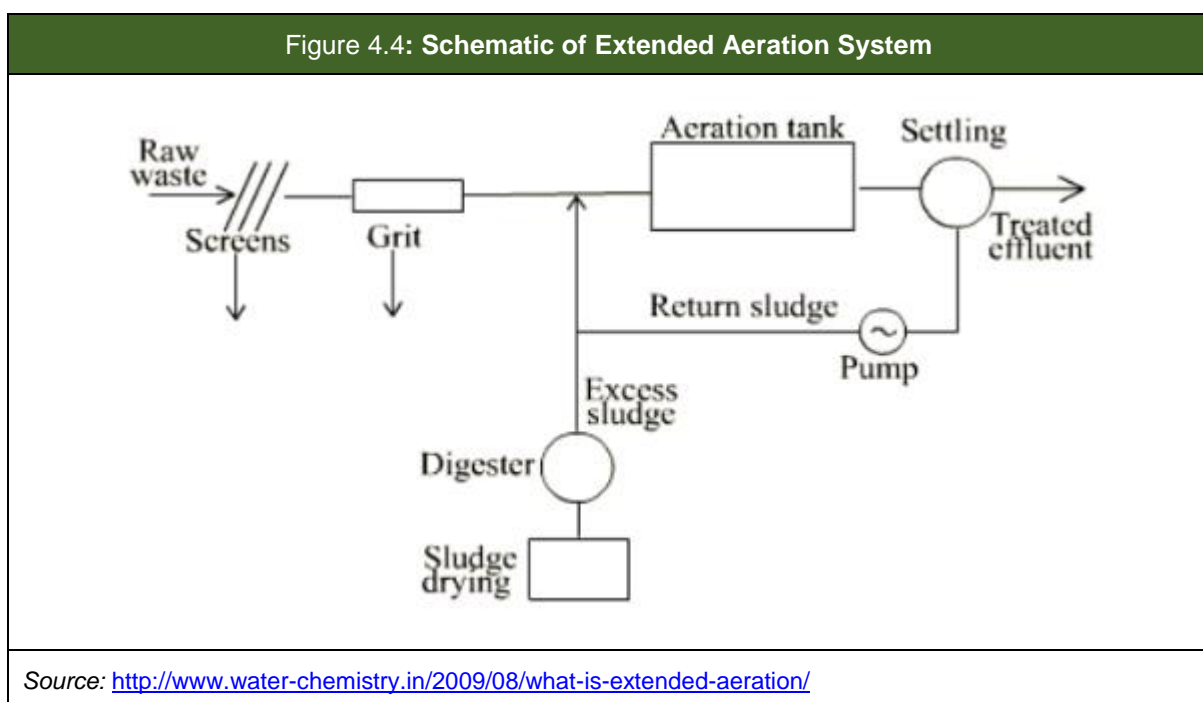 Figure 4.4: Schematic of Extended Aeration System
Raw
waste
Screens
Grit
Aeration tank
Settling
Treated
effluent
Return sludge
Pump
Excess
sludge
Digester
Sludge
drying
Source: http://www.water-chemistry.in/2009/08/what-is-extended-aeration/